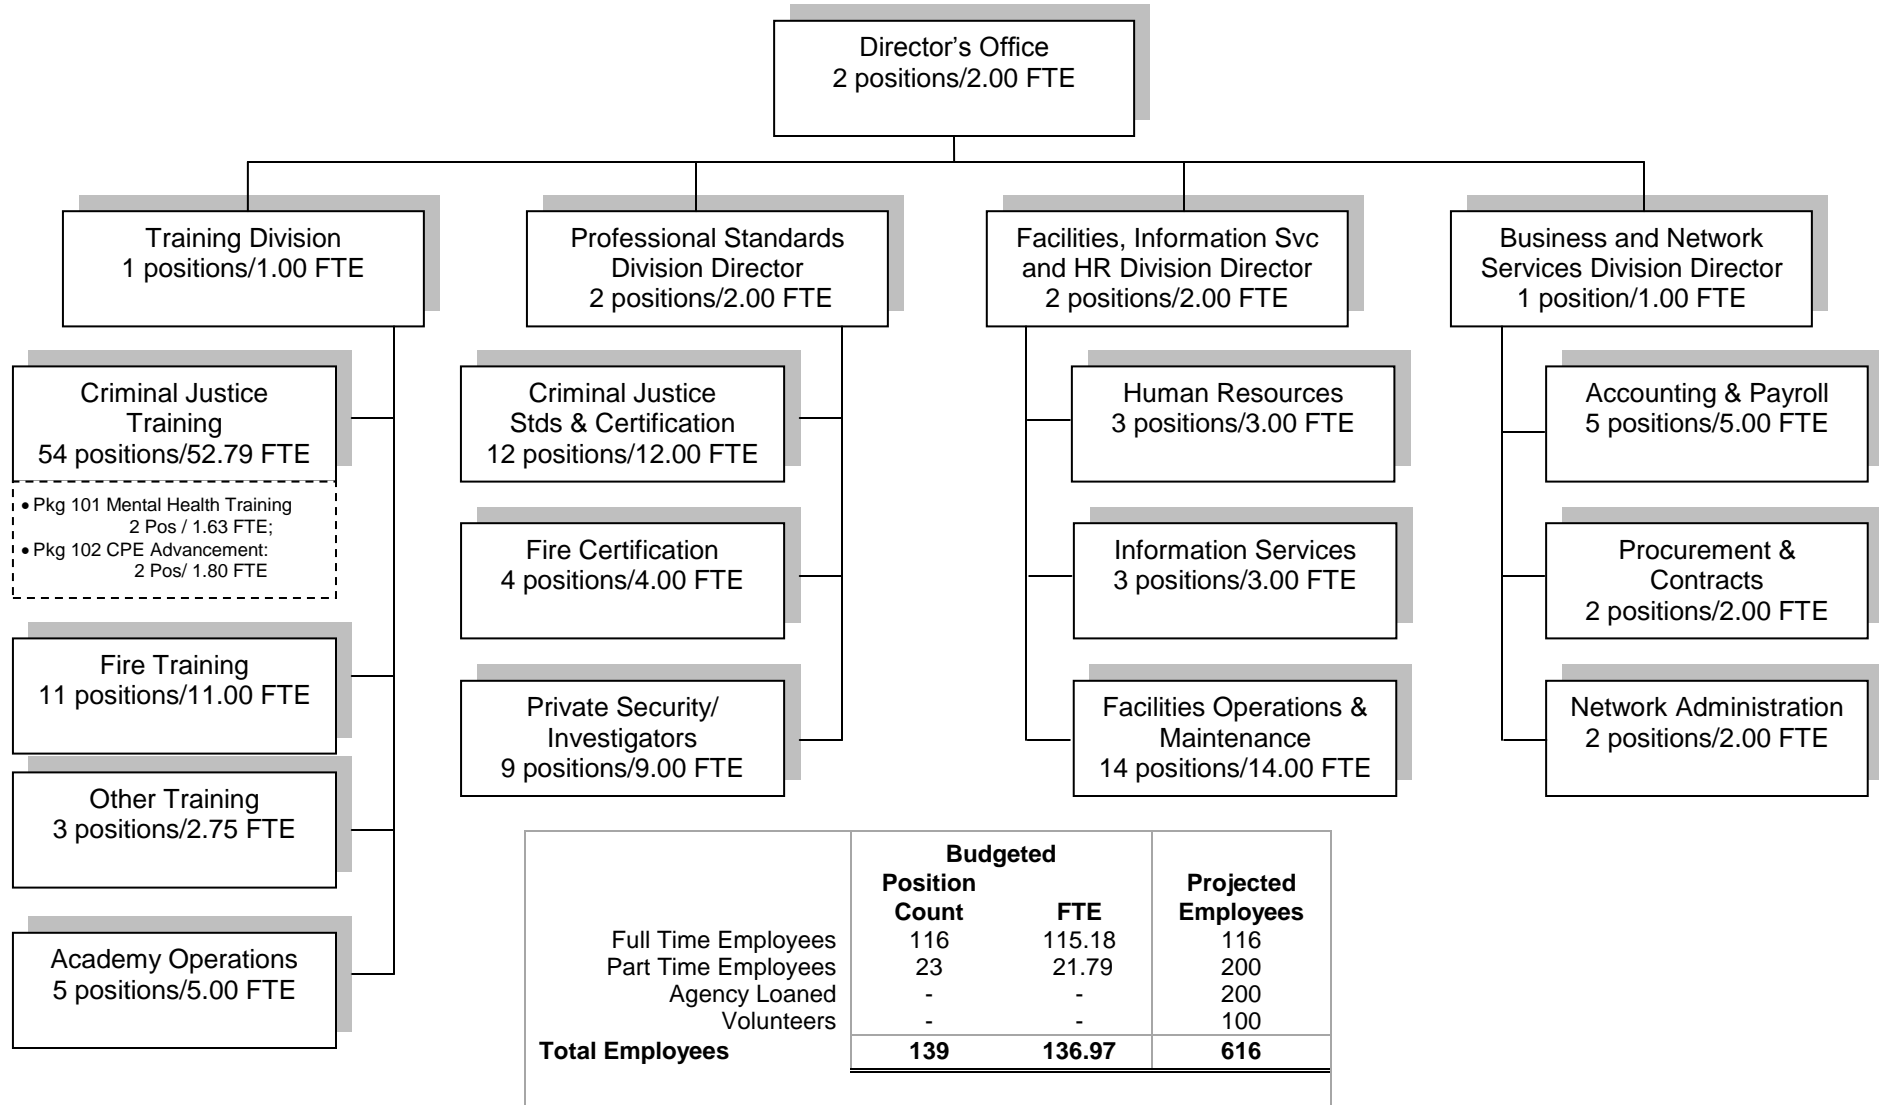 Director’s Office
2 positions/2.00 FTE
Training Division
1 positions/1.00 FTE
Professional Standards
Division Director
2 positions/2.00 FTE
Facilities, Information Svc
and HR Division Director
2 positions/2.00 FTE
Business and Network
Services Division Director
1 position/1.00 FTE
Criminal Justice
Training
54 positions/52.79 FTE
• Pkg 101 Mental Health Training
2 Pos / 1.63 FTE;
• Pkg 102 CPE Advancement:
2 Pos/ 1.80 FTE
Fire Training
11 positions/11.00 FTE
Other Training
3 positions/2.75 FTE
Academy Operations
5 positions/5.00 FTE
Criminal Justice
Stds & Certification
12 positions/12.00 FTE
Fire Certification
4 positions/4.00 FTE
Private Security/
Investigators
9 positions/9.00 FTE
Human Resources
3 positions/3.00 FTE
Information Services
3 positions/3.00 FTE
Facilities Operations &
Maintenance
14 positions/14.00 FTE
Accounting & Payroll
5 positions/5.00 FTE
Procurement &
Contracts
2 positions/2.00 FTE
Network Administration
2 positions/2.00 FTE
Budgeted
Position Projected
Count FTE Employees
Full Time Employees 116 115.18 116
Part Time Employees 23 21.79 200
Agency Loaned - - 200
Volunteers - - 100
Total Employees 139 136.97 616